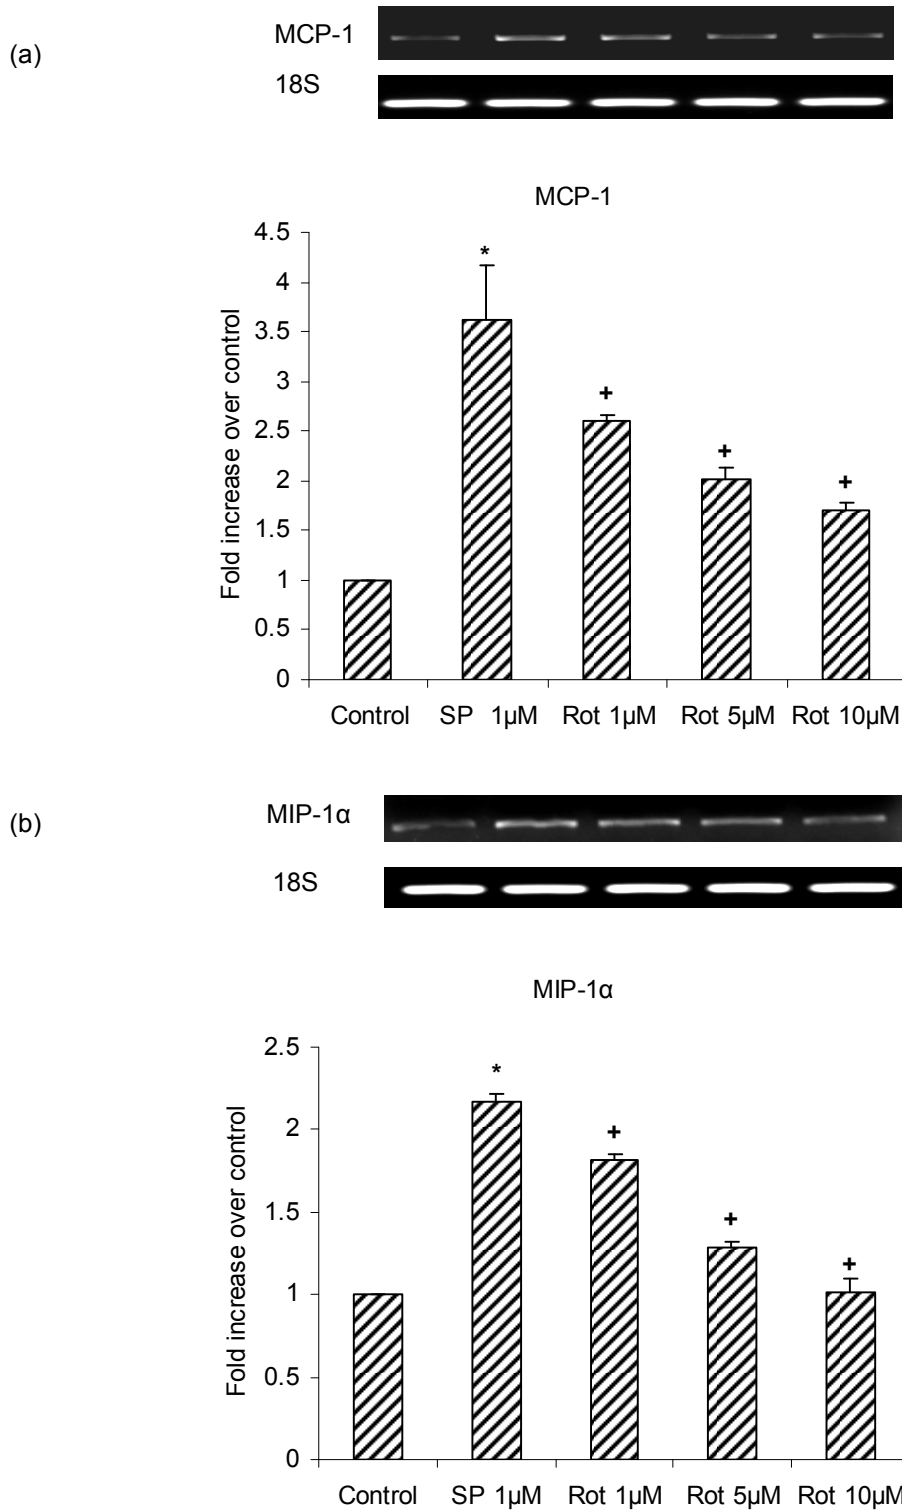 (a)
MCP-1
18S
MCP-1
Fold increase over control
4.5
4
3.5
3
2.5
2
1.5
1
0.5
0
*
+
+
+
Control SP 1µM Rot 1µM Rot 5µM Rot 10µM
(b)
MIP-1α
18S
MIP-1α
Fold increase over control
2.5
2
1.5
1
0.5
0
*
+
+
+
Control SP 1µM Rot 1µM Rot 5µM Rot 10µM